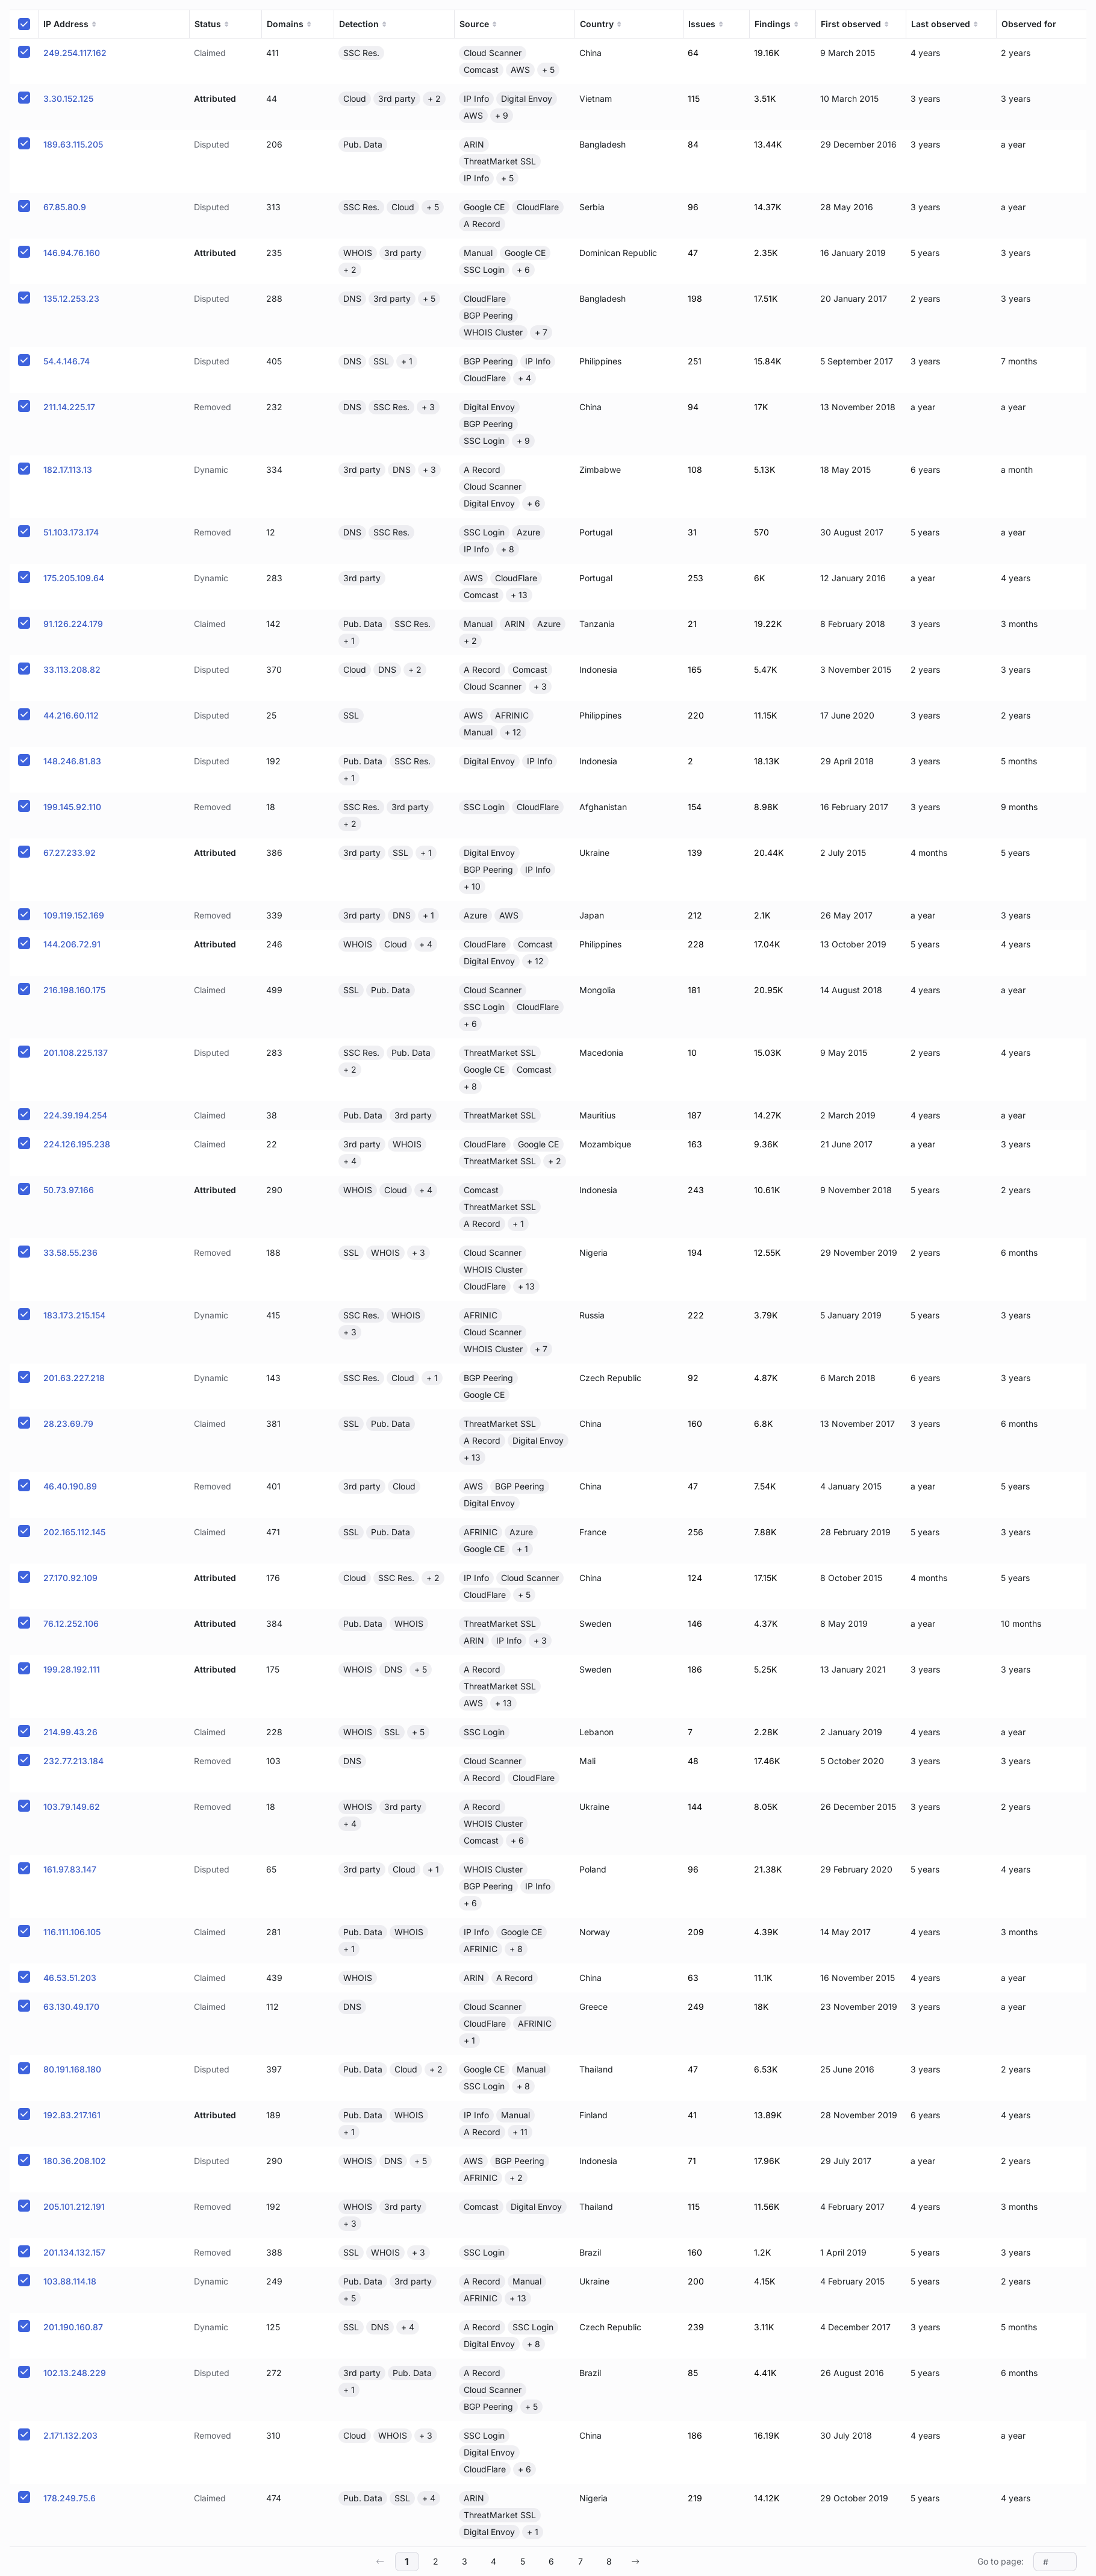 IP Address Status Domains Detection Source Country Issues Findings First observed Last observed Observed for
249.254.117.162 Claimed 411 SSC Res. Cloud Scanner China 64 19.16K 9 March 2015 4 years 2 years
Comcast AWS + 5
3.30.152.125 Attributed 44 Cloud 3rd party + 2 IP Info Digital Envoy Vietnam 115 3.51K 10 March 2015 3 years 3 years
AWS + 9
189.63.115.205 Disputed 206 Pub. Data ARIN Bangladesh 84 13.44K 29 December 2016 3 years a year
ThreatMarket SSL
IP Info + 5
67.85.80.9 Disputed 313 SSC Res. Cloud + 5 Google CE CloudFlare Serbia 96 14.37K 28 May 2016 3 years a year
A Record
146.94.76.160 Attributed 235 WHOIS 3rd party Manual Google CE Dominican Republic 47 2.35K 16 January 2019 5 years 3 years
+ 2 SSC Login + 6
135.12.253.23 Disputed 288 DNS 3rd party + 5 CloudFlare Bangladesh 198 17.51K 20 January 2017 2 years 3 years
BGP Peering
WHOIS Cluster + 7
54.4.146.74 Disputed 405 DNS SSL + 1 BGP Peering IP Info Philippines 251 15.84K 5 September 2017 3 years 7 months
CloudFlare + 4
211.14.225.17 Removed 232 DNS SSC Res. + 3 Digital Envoy China 94 17K 13 November 2018 a year a year
BGP Peering
SSC Login + 9
182.17.113.13 Dynamic 334 3rd party DNS + 3 A Record Zimbabwe 108 5.13K 18 May 2015 6 years a month
Cloud Scanner
Digital Envoy + 6
51.103.173.174 Removed 12 DNS SSC Res. SSC Login Azure Portugal 31 570 30 August 2017 5 years a year
IP Info + 8
175.205.109.64 Dynamic 283 3rd party AWS CloudFlare Portugal 253 6K 12 January 2016 a year 4 years
Comcast + 13
91.126.224.179 Claimed 142 Pub. Data SSC Res. Manual ARIN Azure Tanzania 21 19.22K 8 February 2018 3 years 3 months
+ 1 + 2
33.113.208.82 Disputed 370 Cloud DNS + 2 A Record Comcast Indonesia 165 5.47K 3 November 2015 2 years 3 years
Cloud Scanner + 3
44.216.60.112 Disputed 25 SSL AWS AFRINIC Philippines 220 11.15K 17 June 2020 3 years 2 years
Manual + 12
148.246.81.83 Disputed 192 Pub. Data SSC Res. Digital Envoy IP Info Indonesia 2 18.13K 29 April 2018 3 years 5 months
+ 1
199.145.92.110 Removed 18 SSC Res. 3rd party SSC Login CloudFlare Afghanistan 154 8.98K 16 February 2017 3 years 9 months
+ 2
67.27.233.92 Attributed 386 3rd party SSL + 1 Digital Envoy Ukraine 139 20.44K 2 July 2015 4 months 5 years
BGP Peering IP Info
+ 10
109.119.152.169 Removed 339 3rd party DNS + 1 Azure AWS Japan 212 2.1K 26 May 2017 a year 3 years
144.206.72.91 Attributed 246 WHOIS Cloud + 4 CloudFlare Comcast Philippines 228 17.04K 13 October 2019 5 years 4 years
Digital Envoy + 12
216.198.160.175 Claimed 499 SSL Pub. Data Cloud Scanner Mongolia 181 20.95K 14 August 2018 4 years a year
SSC Login CloudFlare
+ 6
201.108.225.137 Disputed 283 SSC Res. Pub. Data ThreatMarket SSL Macedonia 10 15.03K 9 May 2015 2 years 4 years
+ 2 Google CE Comcast
+ 8
224.39.194.254 Claimed 38 Pub. Data 3rd party ThreatMarket SSL Mauritius 187 14.27K 2 March 2019 4 years a year
224.126.195.238 Claimed 22 3rd party WHOIS CloudFlare Google CE Mozambique 163 9.36K 21 June 2017 a year 3 years
+ 4 ThreatMarket SSL + 2
50.73.97.166 Attributed 290 WHOIS Cloud + 4 Comcast Indonesia 243 10.61K 9 November 2018 5 years 2 years
ThreatMarket SSL
A Record + 1
33.58.55.236 Removed 188 SSL WHOIS + 3 Cloud Scanner Nigeria 194 12.55K 29 November 2019 2 years 6 months
WHOIS Cluster
CloudFlare + 13
183.173.215.154 Dynamic 415 SSC Res. WHOIS AFRINIC Russia 222 3.79K 5 January 2019 5 years 3 years
+ 3 Cloud Scanner
WHOIS Cluster + 7
201.63.227.218 Dynamic 143 SSC Res. Cloud + 1 BGP Peering Czech Republic 92 4.87K 6 March 2018 6 years 3 years
Google CE
28.23.69.79 Claimed 381 SSL Pub. Data ThreatMarket SSL China 160 6.8K 13 November 2017 3 years 6 months
A Record Digital Envoy
+ 13
46.40.190.89 Removed 401 3rd party Cloud AWS BGP Peering China 47 7.54K 4 January 2015 a year 5 years
Digital Envoy
202.165.112.145 Claimed 471 SSL Pub. Data AFRINIC Azure France 256 7.88K 28 February 2019 5 years 3 years
Google CE + 1
27.170.92.109 Attributed 176 Cloud SSC Res. + 2 IP Info Cloud Scanner China 124 17.15K 8 October 2015 4 months 5 years
CloudFlare + 5
76.12.252.106 Attributed 384 Pub. Data WHOIS ThreatMarket SSL Sweden 146 4.37K 8 May 2019 a year 10 months
ARIN IP Info + 3
199.28.192.111 Attributed 175 WHOIS DNS + 5 A Record Sweden 186 5.25K 13 January 2021 3 years 3 years
ThreatMarket SSL
AWS + 13
214.99.43.26 Claimed 228 WHOIS SSL + 5 SSC Login Lebanon 7 2.28K 2 January 2019 4 years a year
232.77.213.184 Removed 103 DNS Cloud Scanner Mali 48 17.46K 5 October 2020 3 years 3 years
A Record CloudFlare
103.79.149.62 Removed 18 WHOIS 3rd party A Record Ukraine 144 8.05K 26 December 2015 3 years 2 years
+ 4 WHOIS Cluster
Comcast + 6
161.97.83.147 Disputed 65 3rd party Cloud + 1 WHOIS Cluster Poland 96 21.38K 29 February 2020 5 years 4 years
BGP Peering IP Info
+ 6
116.111.106.105 Claimed 281 Pub. Data WHOIS IP Info Google CE Norway 209 4.39K 14 May 2017 4 years 3 months
+ 1 AFRINIC + 8
46.53.51.203 Claimed 439 WHOIS ARIN A Record China 63 11.1K 16 November 2015 4 years a year
63.130.49.170 Claimed 112 DNS Cloud Scanner Greece 249 18K 23 November 2019 3 years a year
CloudFlare AFRINIC
+ 1
80.191.168.180 Disputed 397 Pub. Data Cloud + 2 Google CE Manual Thailand 47 6.53K 25 June 2016 3 years 2 years
SSC Login + 8
192.83.217.161 Attributed 189 Pub. Data WHOIS IP Info Manual Finland 41 13.89K 28 November 2019 6 years 4 years
+ 1 A Record + 11
180.36.208.102 Disputed 290 WHOIS DNS + 5 AWS BGP Peering Indonesia 71 17.96K 29 July 2017 a year 2 years
AFRINIC + 2
205.101.212.191 Removed 192 WHOIS 3rd party Comcast Digital Envoy Thailand 115 11.56K 4 February 2017 4 years 3 months
+ 3
201.134.132.157 Removed 388 SSL WHOIS + 3 SSC Login Brazil 160 1.2K 1 April 2019 5 years 3 years
103.88.114.18 Dynamic 249 Pub. Data 3rd party A Record Manual Ukraine 200 4.15K 4 February 2015 5 years 2 years
+ 5 AFRINIC + 13
201.190.160.87 Dynamic 125 SSL DNS + 4 A Record SSC Login Czech Republic 239 3.11K 4 December 2017 3 years 5 months
Digital Envoy + 8
102.13.248.229 Disputed 272 3rd party Pub. Data A Record Brazil 85 4.41K 26 August 2016 5 years 6 months
+ 1 Cloud Scanner
BGP Peering + 5
2.171.132.203 Removed 310 Cloud WHOIS + 3 SSC Login China 186 16.19K 30 July 2018 4 years a year
Digital Envoy
CloudFlare + 6
178.249.75.6 Claimed 474 Pub. Data SSL + 4 ARIN Nigeria 219 14.12K 29 October 2019 5 years 4 years
ThreatMarket SSL
Digital Envoy + 1
← 1 2 3 4 5 6 7 8 → Go to page: #